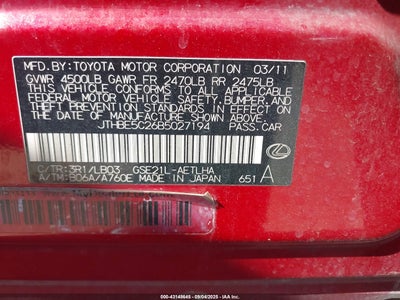 MFD. BY: TOYOTA MOTOR CORPORATION 03/11
GVWR 4500LB GAWR FR 2470LB RR 2475LB
THIS VEHICLE CONFORMS TO ALL APPLICABLE
FEDERAL MOTOR VEHICLE SAFETY, BUMPER, AND
THEFT PREVENTION STANDARDS IN EFFECT ON
THE DATE OF MANUFACTURE SHOWN ABOVE.
JTHBE5C26B5027194 PASS.CAR
C/TR:3R1/LB03 GSE21L-AETLHA
A/TM:B06A/A760E MADE IN JAPAN 651 A
000-43148645 - 09/04/2025 - IAAI.COM